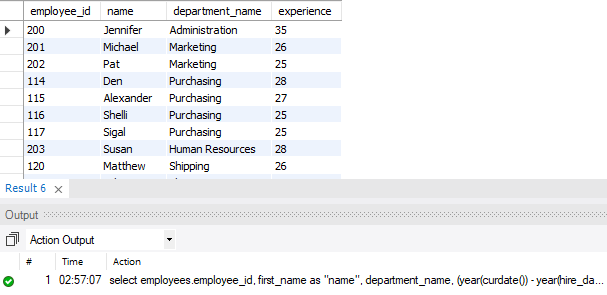 employee_id name department_name experience
200 Jennifer Administration 35
201 Michael Marketing 26
202 Pat Marketing 25
114 Den Purchasing 28
115 Alexander Purchasing 27
116 Shelli Purchasing 25
117 Sigal Purchasing 25
203 Susan Human Resources 28
120 Matthew Shipping 26
Result 6
Output
Action Output
# Time Action
1 02:57:07 select employees.employee_id, first_name as "name", department_name, (year(curdate()) - year(hire_da...